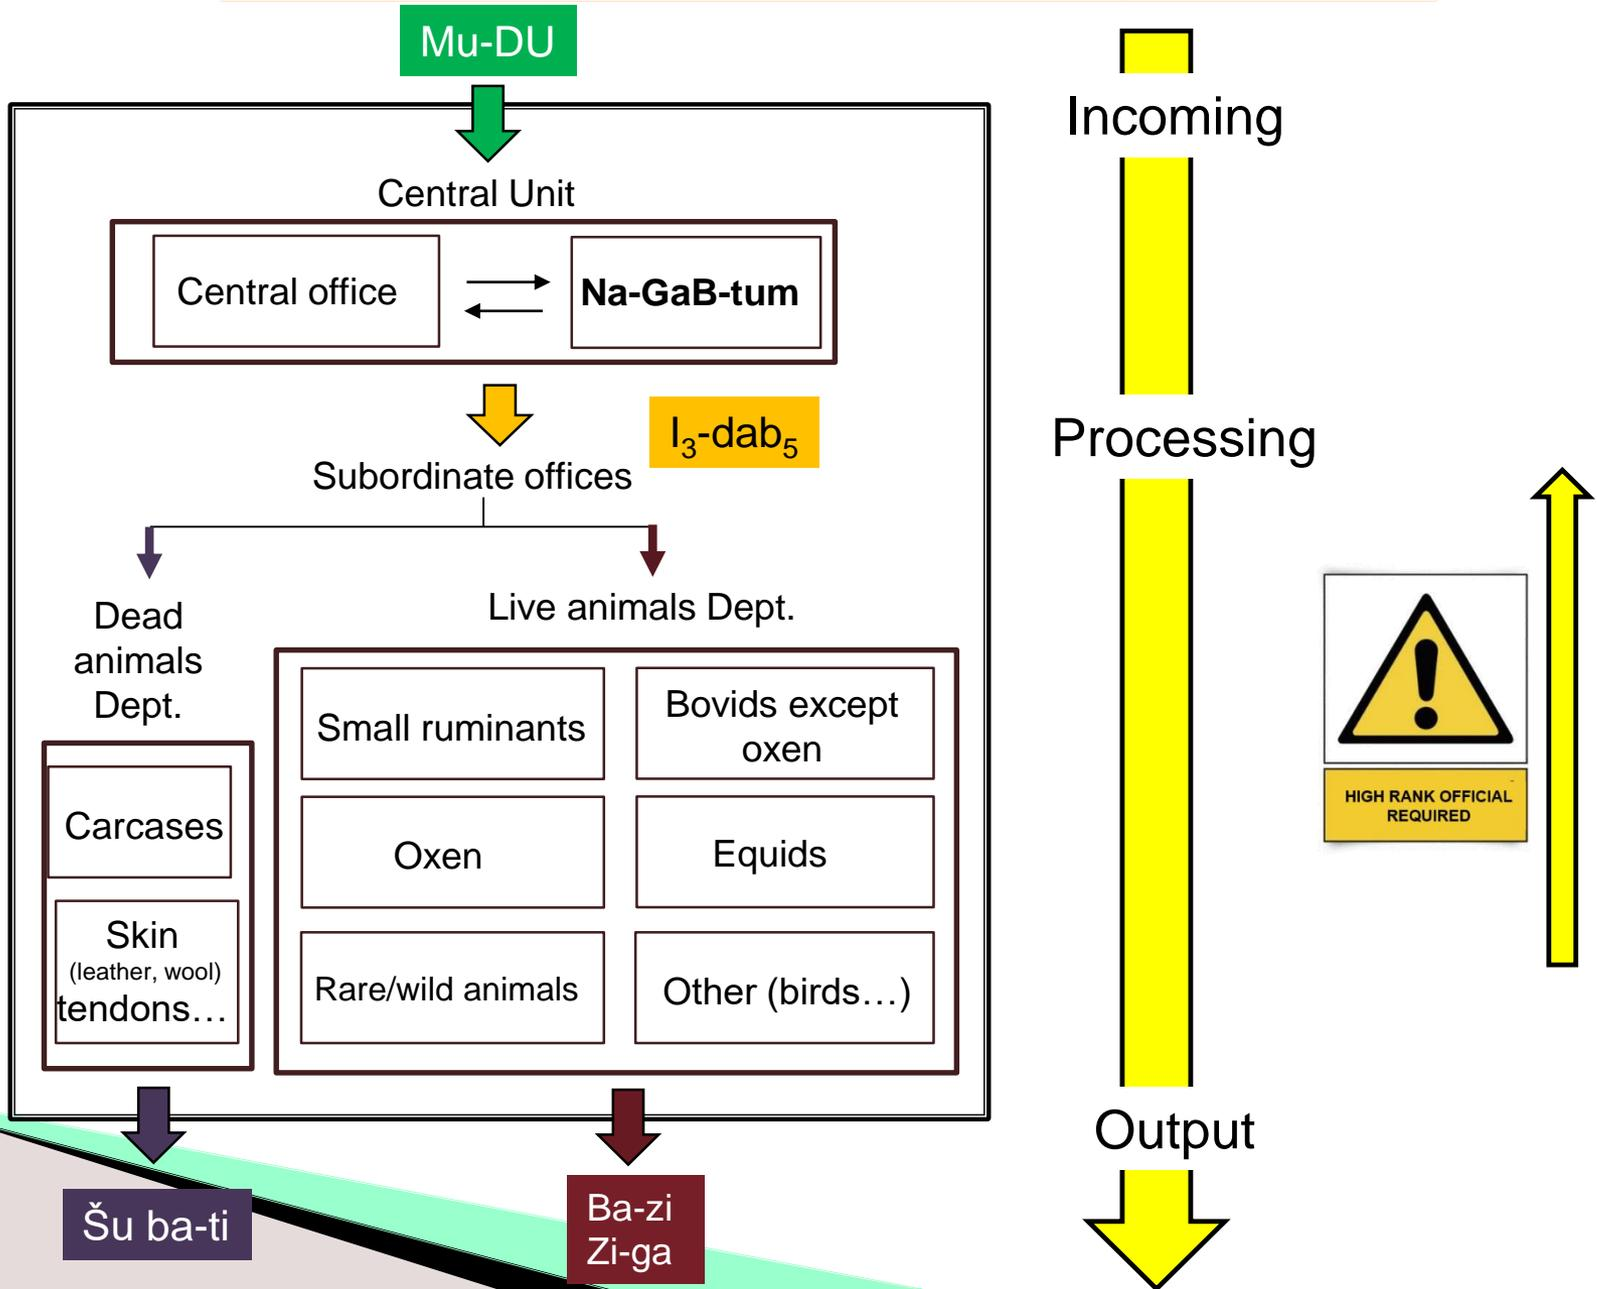 Mu-DU
Incoming
Central Unit
Central office
Na-GaB-tum
I₃-dab₅
Processing
Subordinate offices
Dead
animals
Dept.
Live animals Dept.
Small ruminants
Bovids except
oxen
Carcases
Oxen
Equids
Skin
(leather, wool)
tendons…
Rare/wild animals
Other (birds…)
HIGH RANK OFFICIAL
REQUIRED
Output
Šu ba-ti
Ba-zi
Zi-ga